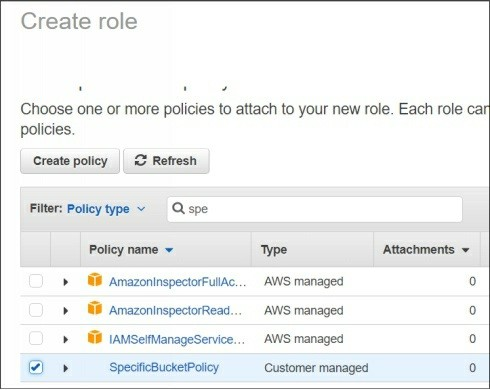 Create role
Choose one or more policies to attach to your new role. Each role can
policies.
Create policy Refresh
Filter: Policy type spe
Policy name Type Attachments
AmazonInspectorFullAc... AWS managed 0
AmazonInspectorRead... AWS managed 0
IAMSelfManageService... AWS managed 0
SpecificBucketPolicy Customer managed 0